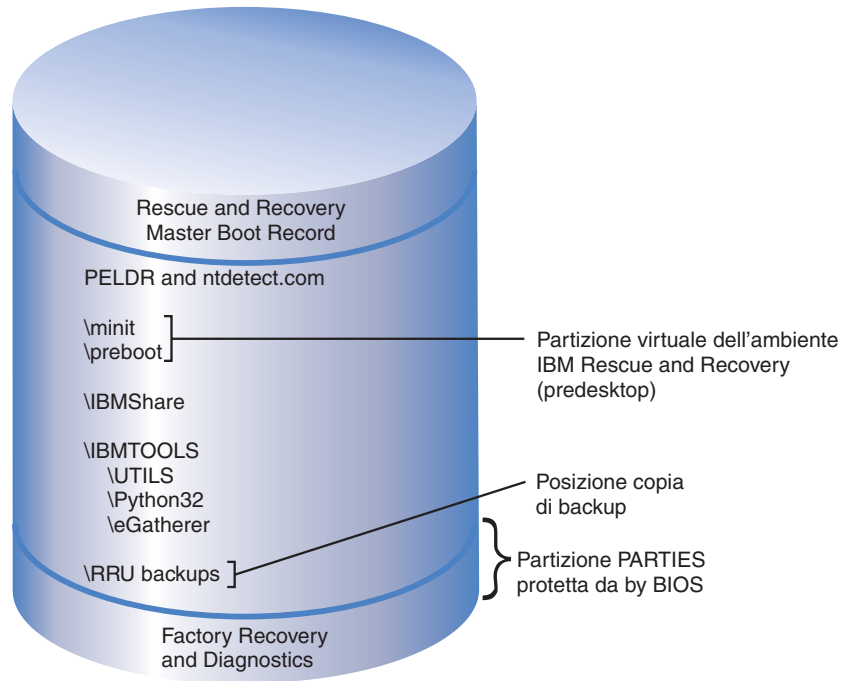 Rescue and Recovery
Master Boot Record
PELDR and ntdetect.com
\minit
\preboot
Partizione virtuale dell'ambiente
IBM Rescue and Recovery
(predesktop)
\IBMShare
\IBMTOOLS
\UTILS
\Python32
\eGatherer
Posizione copia
di backup
\RRU backups
Partizione PARTIES
protetta da by BIOS
Factory Recovery
and Diagnostics